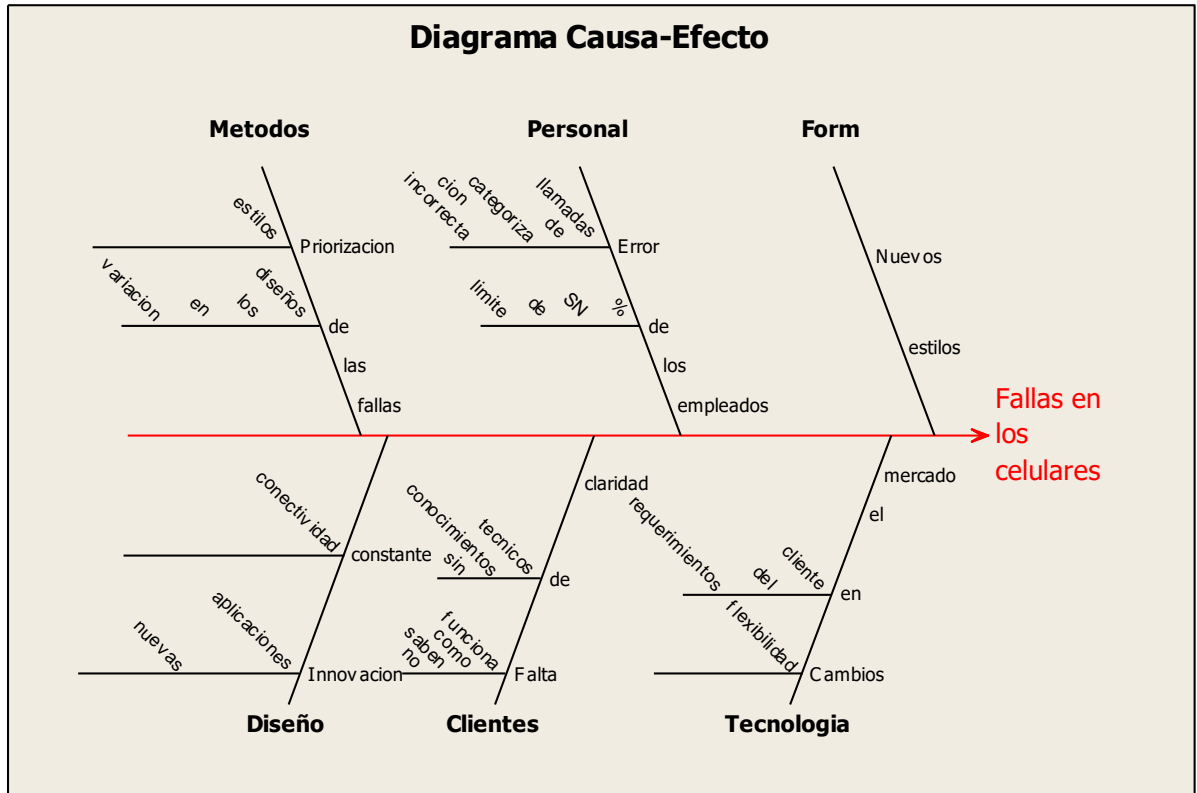 Diagrama Causa-Efecto
Metodos
Personal
Form
estilos
Priorizacion
variacion en los diseños
de
las
fallas
incorrecta
cion
categoriza
de
llamadas
Error
limite de SN %
de
los
empleados
Nuevos
estilos
Fallas en
los
celulares
conectividad
constante
nuevas aplicaciones
Innovacion
claridad
sin
conocimientos
tecnicos
de
no
saben
como
funciona
Falta
mercado
el
requerimientos del cliente
en
flexibilidad
Cambios
Diseño
Clientes
Tecnologia